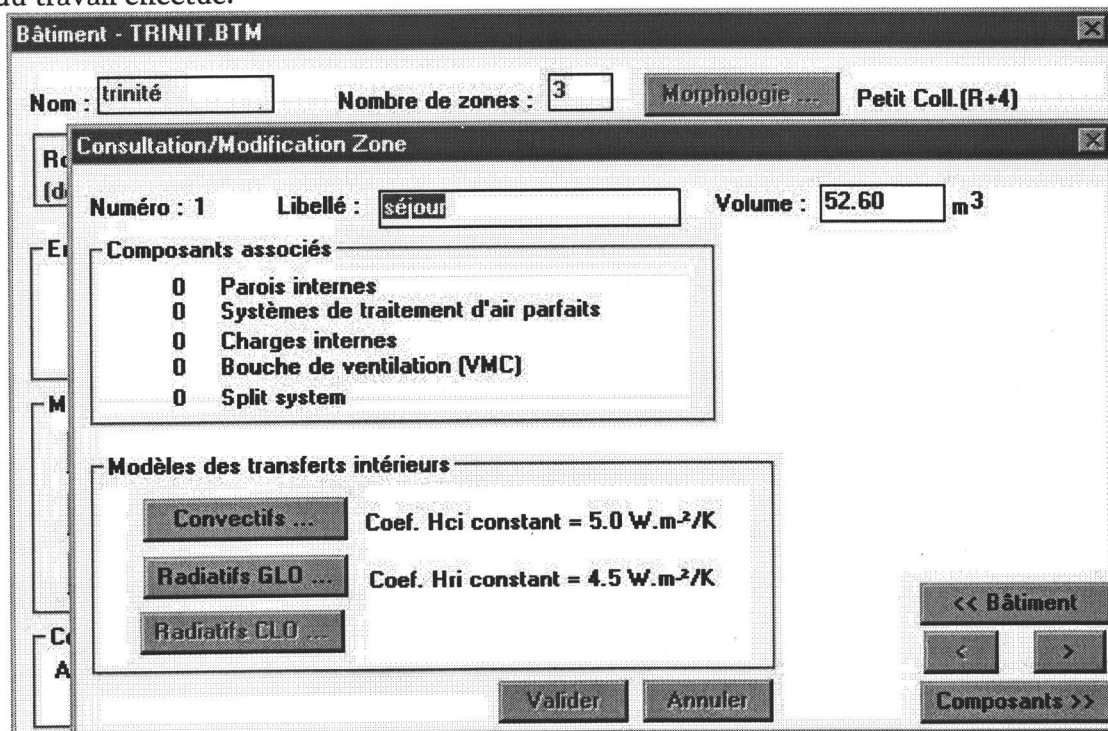 du travail effectué.
Bâtiment - TRINIT.BTM
Nom : trinité Nombre de zones : 3 Morphologie ... Petit Coll.(R+4)
Consultation/Modification Zone
Numéro : 1 Libellé : séjour Volume : 52.60 m3
Composants associés
0 Parois internes
0 Systèmes de traitement d'air parfaits
0 Charges internes
0 Bouche de ventilation (VMC)
0 Split system
Modèles des transferts intérieurs
Convectifs ... Coef. Hci constant = 5.0 W.m-²/K
Radiatifs GLO ... Coef. Hri constant = 4.5 W.m-²/K
Radiatifs CLO ...
<< Bâtiment
< >
Valider Annuler Composants >>